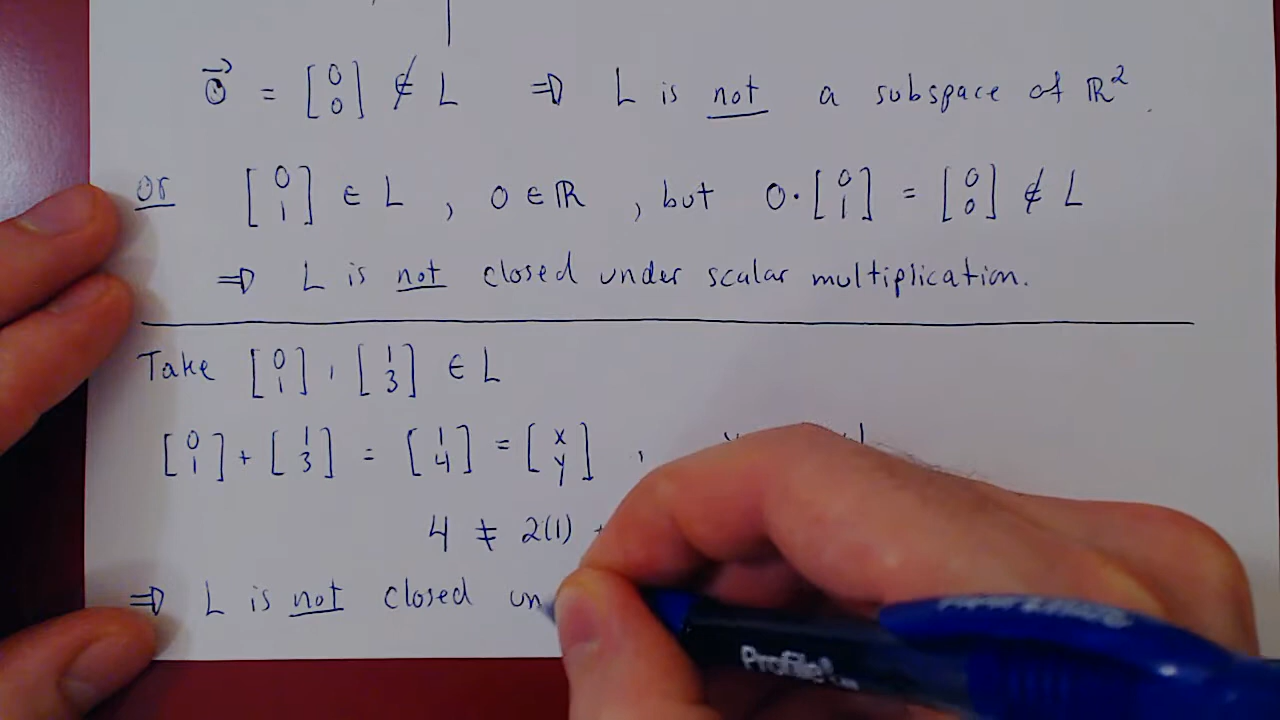 0⃗ = [0 0] ∉ L ⇒ L is not a subspace of ℝ².
or [0 1] ∈ L, 0 ∈ ℝ, but 0·[0 1] = [0 0] ∉ L
⇒ L is not closed under scalar multiplication.
Take [0 1], [1 3] ∈ L
[0 1] + [1 3] = [1 4] = [x y],
4 ≠ 2(1)
⇒ L is not closed un
Profile